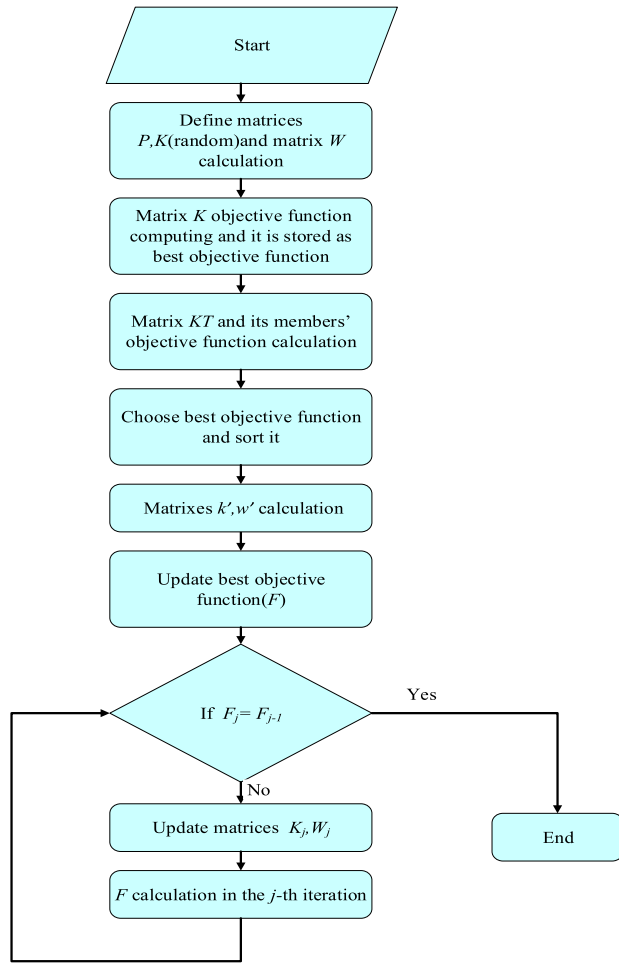 Start
Define matrices
P,K(random)and matrix W
calculation
Matrix K objective function
computing and it is stored as
best objective function
Matrix KT and its members'
objective function calculation
Choose best objective function
and sort it
Matrixes k',w' calculation
Update best objective
function(F)
If Fj= Fj-1
Yes
No
Update matrices Kj,Wj
End
F calculation in the j-th iteration